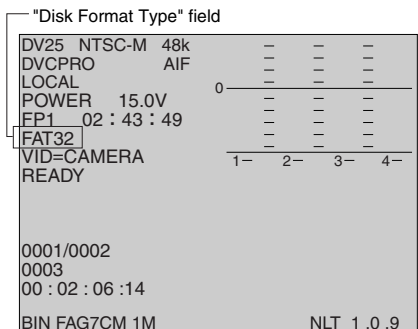 "Disk Format Type" field
DV25 NTSC-M 48k
DVCPRO AIF
LOCAL
POWER 15.0V
FP1 02 : 43 : 49
FAT32
VID=CAMERA
READY
0
1– 2– 3– 4–
0001/0002
0003
00 : 02 : 06 :14
BIN FAG7CM 1M NLT 1 .0 .9